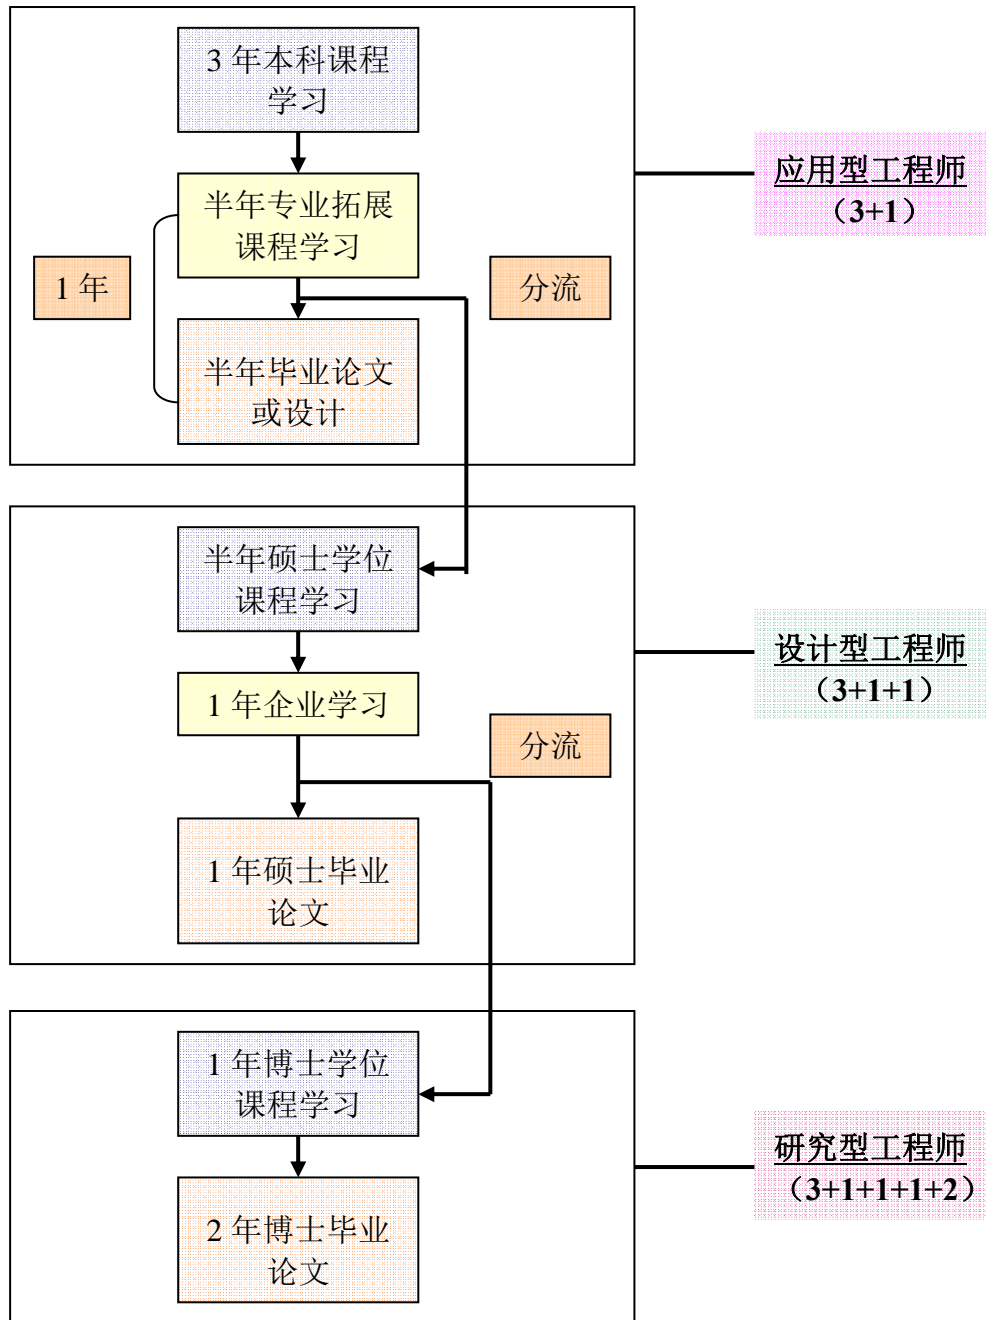 3 年本科课程
学习
半年专业拓展
课程学习
1 年
分流
半年毕业论文
或设计
应用型工程师
（3+1）
半年硕士学位
课程学习
1 年企业学习
分流
1 年硕士毕业
论文
设计型工程师
（3+1+1）
1 年博士学位
课程学习
2 年博士毕业
论文
研究型工程师
（3+1+1+1+2）